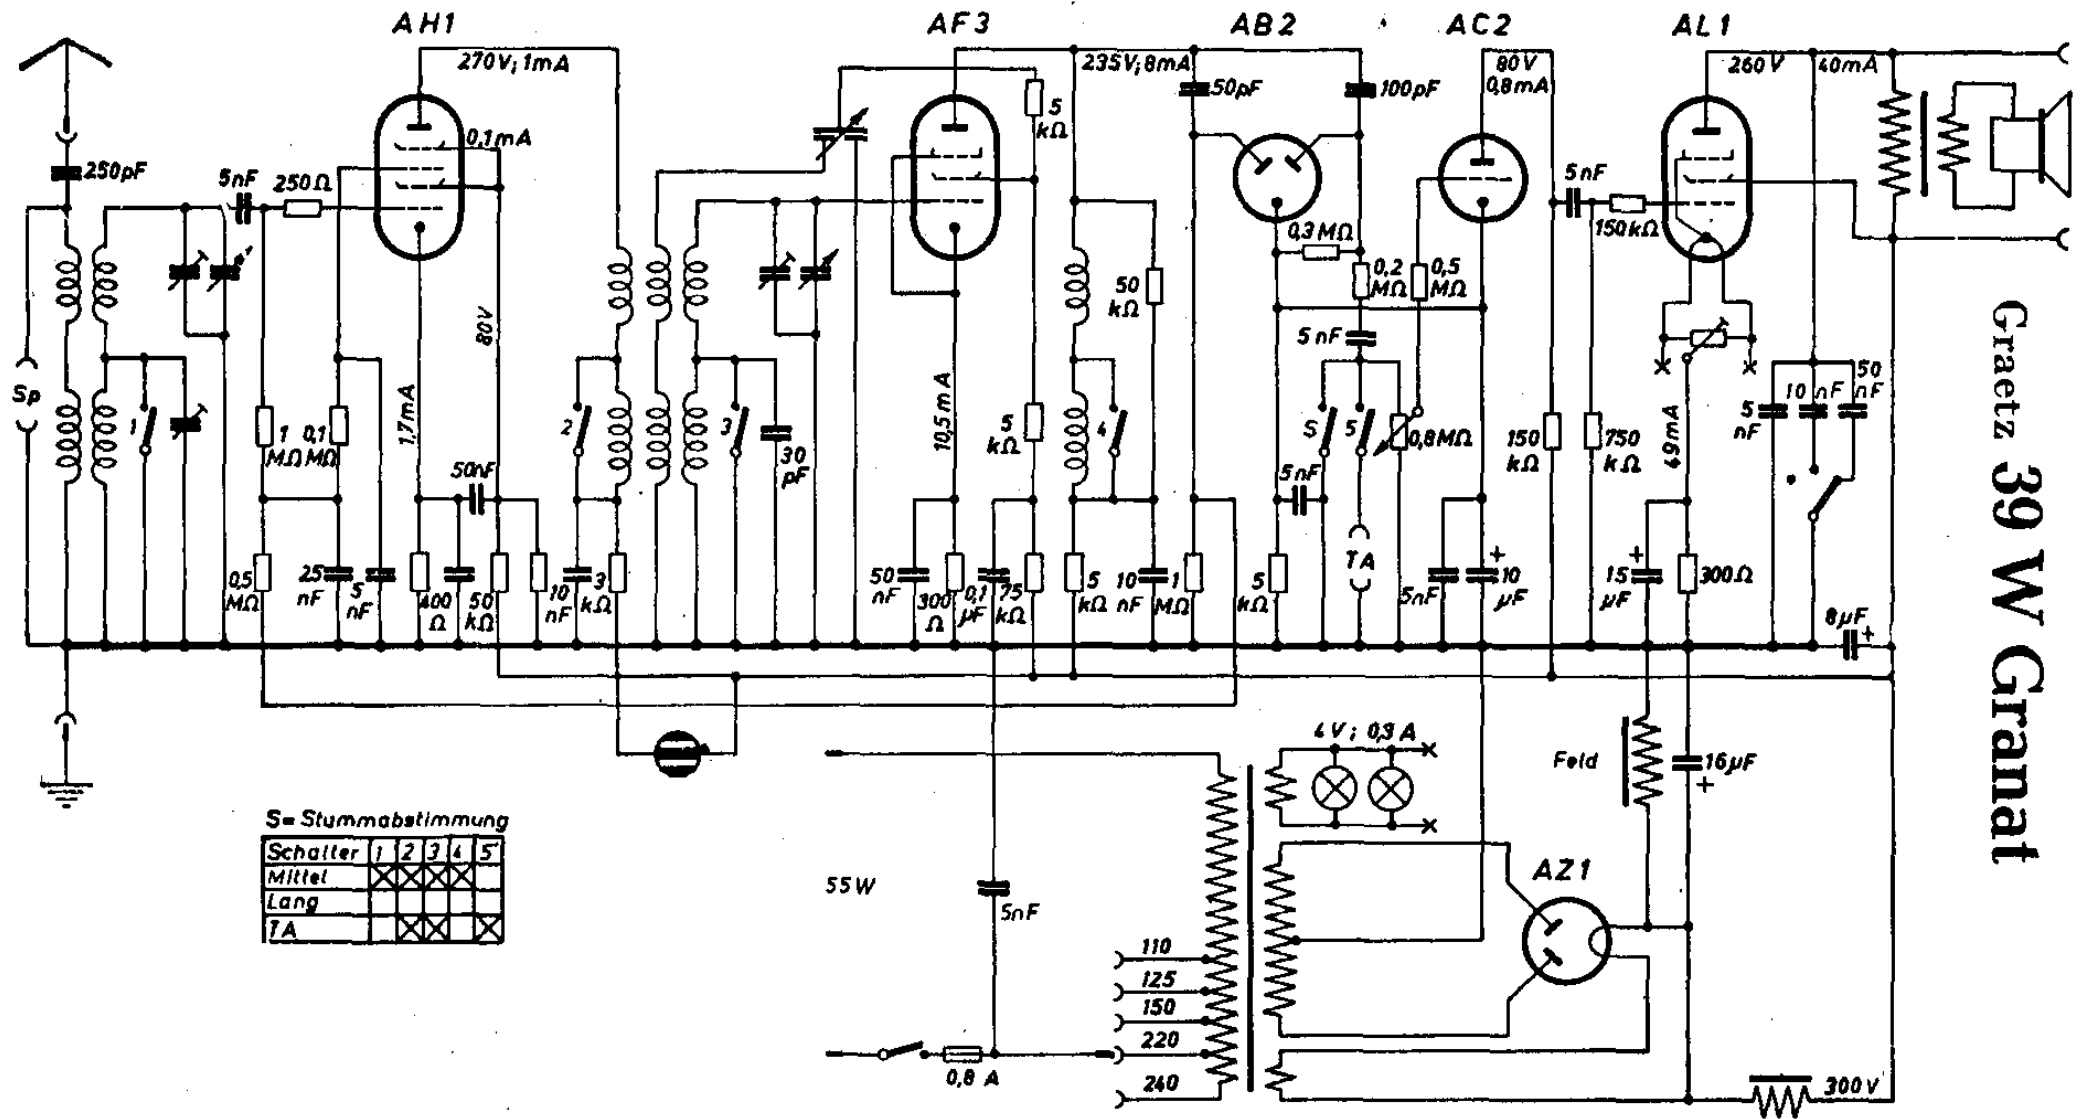 AH1
AF3
AB2
AC2
AL1
270V; 1mA
235V; 8mA
80V
0,8mA
260V
40mA
50pF
100pF
5
kΩ
0,1mA
250pF
5nF
250Ω
5nF
150kΩ
0,3MΩ
0,2
MΩ
0,5
MΩ
50
kΩ
80V
5nF
Sp
1
1
MΩ
0,1
MΩ
1,7mA
50nF
2
3
30
pF
10,5mA
5
kΩ
4
5nF
S
5
0,8MΩ
150
kΩ
750
kΩ
49mA
5
nF
10 nF
50
nF
0,5
MΩ
25
nF
5
nF
400
Ω
50
kΩ
10
nF
3
kΩ
50
nF
300
Ω
0,1
µF
75
kΩ
5
kΩ
10
nF
1
MΩ
5
kΩ
TA
5nF
+
10
µF
+
15
µF
300Ω
8µF
+
Graetz 39 W Granat
4V; 0,3A
Feld
16µF
+
S= Stummabstimmung
Schalter 1 2 3 4 5
Mittel
Lang
TA
55W
5nF
AZ1
110
125
150
220
240
0,8 A
300V